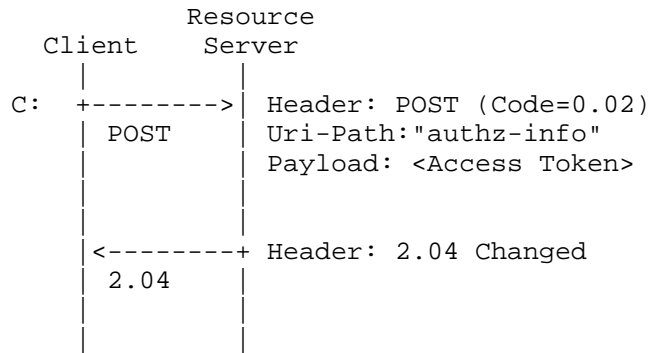 Resource
Client Server
C: +-------->| Header: POST (Code=0.02)
| POST | Uri-Path:"authz-info"
| | Payload: <Access Token>
|<--------+ Header: 2.04 Changed
| 2.04 |